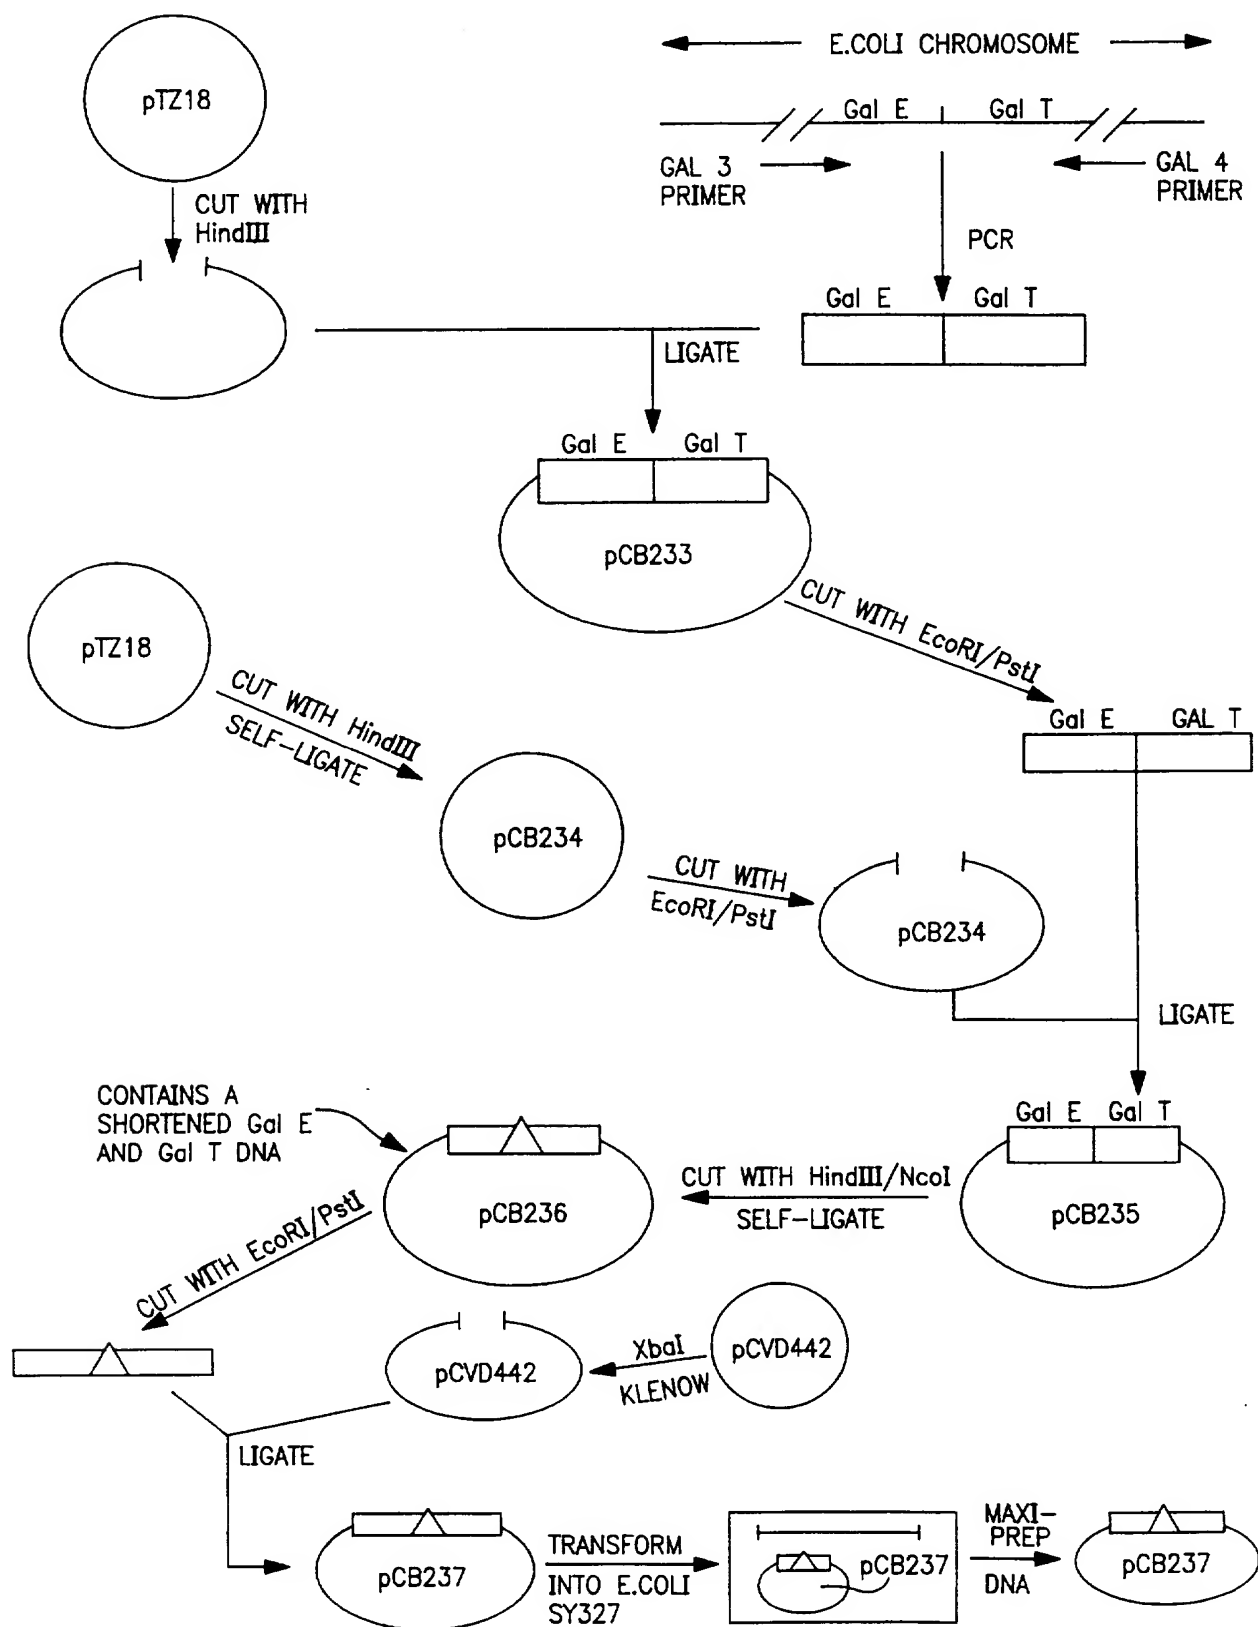 E.COLI CHROMOSOME
pTZ18
Gal E
Gal T
GAL 3
PRIMER
GAL 4
PRIMER
CUT WITH
HindIII
PCR
Gal E
Gal T
LIGATE
Gal E
Gal T
pCB233
CUT WITH EcoRI/PstI
pTZ18
CUT WITH HindIII
SELF-LIGATE
Gal E
GAL T
pCB234
CUT WITH
EcoRI/PstI
pCB234
LIGATE
CONTAINS A
SHORTENED Gal E
AND Gal T DNA
Gal E
Gal T
pCB236
CUT WITH HindIII/NcoI
SELF-LIGATE
pCB235
CUT WITH EcoRI/PstI
pCVD442
XbaI
KLENOW
pCVD442
LIGATE
pCB237
TRANSFORM
INTO E.COLI
SY327
pCB237
MAXI-
PREP
DNA
pCB237